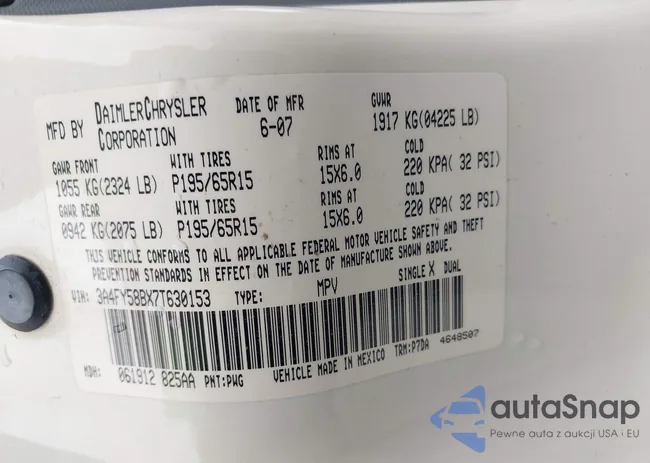 MFD BY DAIMLERCHRYSLER CORPORATION DATE OF MFR 6-07 GVWR 1917 KG(04225 LB)
GAWR FRONT WITH TIRES RIMS AT COLD
1055 KG(2324 LB) P195/65R15 15X6.0 220 KPA( 32 PSI)
GAWR REAR WITH TIRES RIMS AT COLD
0942 KG(2075 LB) P195/65R15 15X6.0 220 KPA( 32 PSI)
THIS VEHICLE CONFORMS TO ALL APPLICABLE FEDERAL MOTOR VEHICLE SAFETY AND THEFT
PREVENTION STANDARDS IN EFFECT ON THE DATE OF MANUFACTURE SHOWN ABOVE.
VIN: 3A4FY58BX7T630153 TYPE: MPV SINGLE X DUAL
MDH: 061912 825AA PNT:PWG VEHICLE MADE IN MEXICO TRM:P7DA 4648507
autaSnap
Pewne auta z aukcji USA i EU